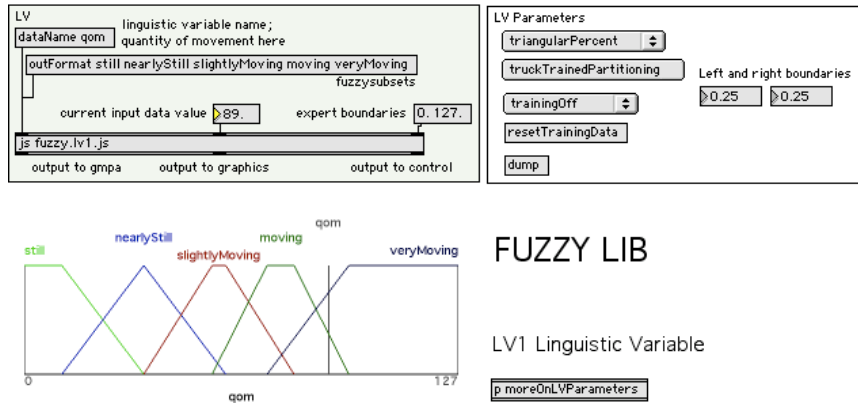 LV
linguistic variable name;
dataName qom
quantity of movement here
outFormat still nearlyStill slightlyMoving moving veryMoving
fuzzysubsets
current input data value
89.
expert boundaries
0. 127.
js fuzzy.lv1.js
output to gmpa
output to graphics
output to control
LV Parameters
triangularPercent
truckTrainedPartitioning
Left and right boundaries
0.25
0.25
trainingOff
resetTrainingData
dump
qom
still
nearlyStill
slightlyMoving
moving
veryMoving
0
127
qom
FUZZY LIB
LV1 Linguistic Variable
p moreOnLVParameters